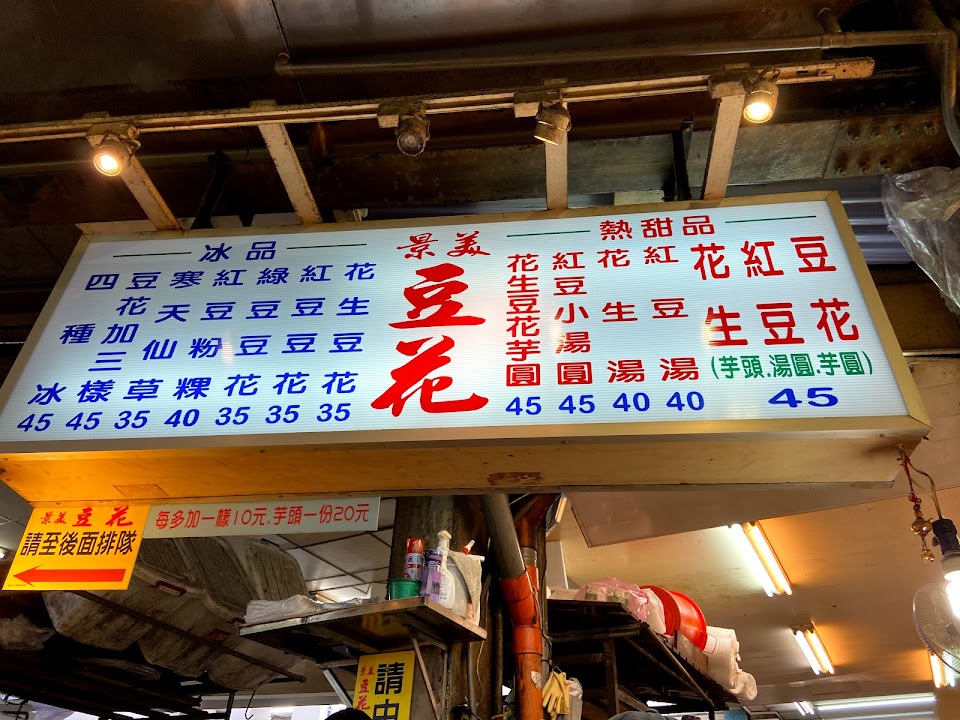 冰品
景美
豆花
熱甜品
花生豆花 35
紅豆豆花 35
綠豆豆花 35
紅豆粉粿 40
寒天仙草 35
豆花加三樣 45
四種冰 45
豆花
紅豆
花生
(芋頭.湯圓.芋圓)
45
紅豆湯 40
花生湯 40
紅豆小湯圓 45
花生豆花芋圓 45
景美豆花
請至後面排隊
每多加一樣10元.芋頭一份20元
景美豆花
請